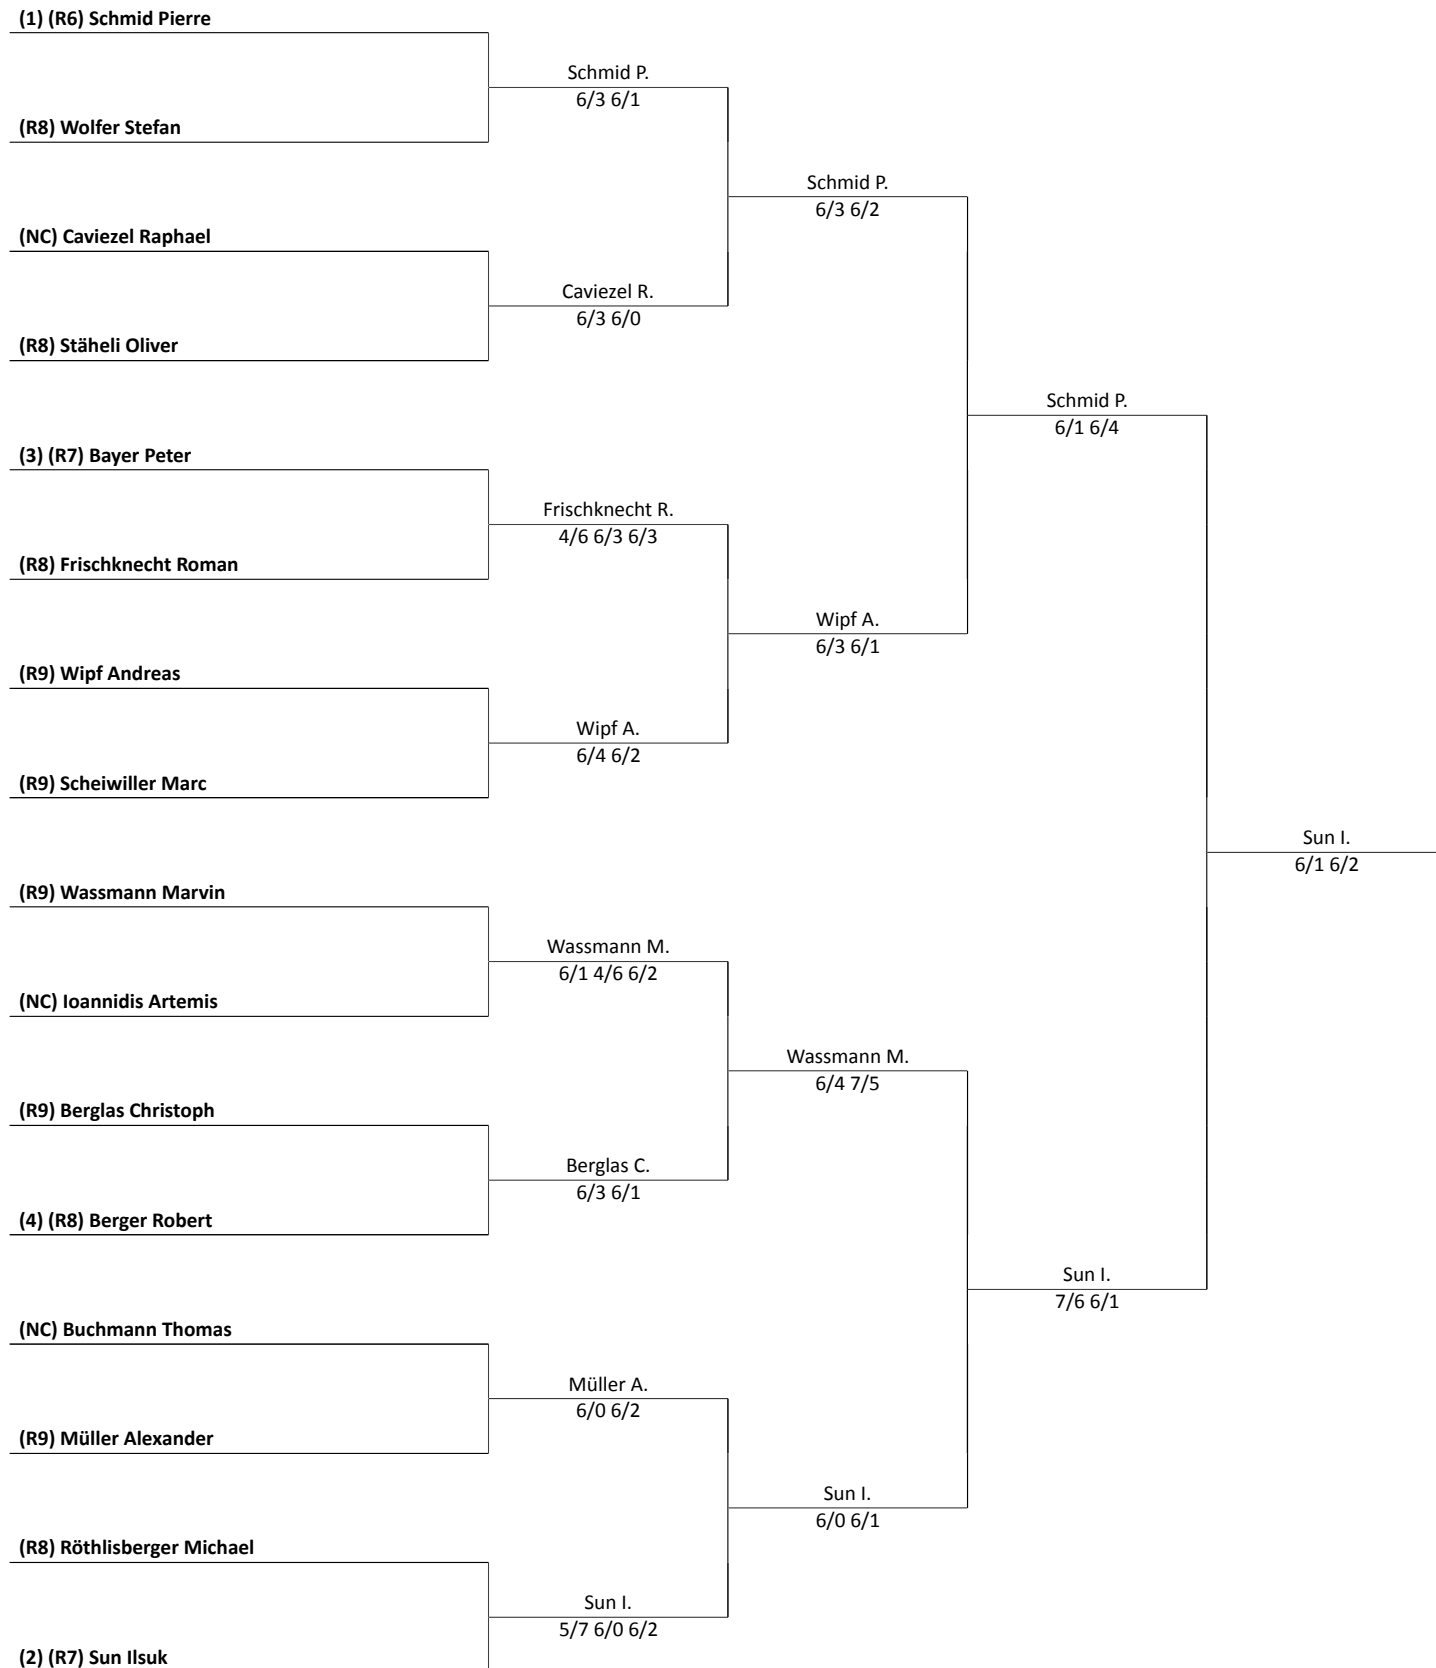 (1) (R6) Schmid Pierre
Schmid P.
6/3 6/1
(R8) Wolfer Stefan
Schmid P.
6/3 6/2
(NC) Caviezel Raphael
Caviezel R.
6/3 6/0
(R8) Stäheli Oliver
Schmid P.
6/1 6/4
(3) (R7) Bayer Peter
Frischknecht R.
4/6 6/3 6/3
(R8) Frischknecht Roman
Wipf A.
6/3 6/1
(R9) Wipf Andreas
Wipf A.
6/4 6/2
(R9) Scheiwiller Marc
Sun I.
6/1 6/2
(R9) Wassmann Marvin
Wassmann M.
6/1 4/6 6/2
(NC) Ioannidis Artemis
Wassmann M.
6/4 7/5
(R9) Berglas Christoph
Berglas C.
6/3 6/1
(4) (R8) Berger Robert
Sun I.
7/6 6/1
(NC) Buchmann Thomas
Müller A.
6/0 6/2
(R9) Müller Alexander
Sun I.
6/0 6/1
(R8) Röthlisberger Michael
Sun I.
5/7 6/0 6/2
(2) (R7) Sun Ilsuk